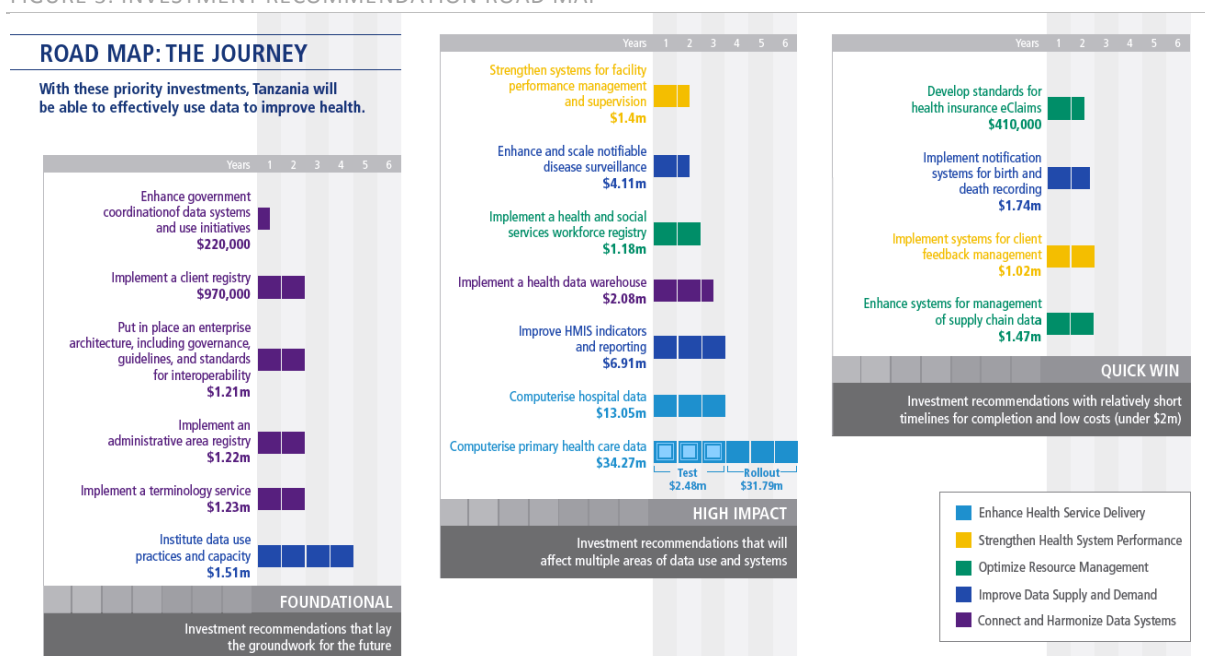 FIGURE 5: INVESTMENT RECOMMENDATION ROAD MAP
ROAD MAP: THE JOURNEY
With these priority investments, Tanzania will
be able to effectively use data to improve health.
Years 1 2 3 4 5 6
Enhance government
coordinationof data systems
and use initiatives
$220,000
Implement a client registry
$970,000
Put in place an enterprise
architecture, including governance,
guidelines, and standards
for interoperability
$1.21m
Implement an
administrative area registry
$1.22m
Implement a terminology service
$1.23m
Institute data use
practices and capacity
$1.51m
FOUNDATIONAL
Investment recommendations that lay
the groundwork for the future
Years 1 2 3 4 5 6
Strengthen systems for facility
performance management
and supervision
$1.4m
Enhance and scale notifiable
disease surveillance
$4.11m
Implement a health and social
services workforce registry
$1.18m
Implement a health data warehouse
$2.08m
Improve HMIS indicators
and reporting
$6.91m
Computerise hospital data
$13.05m
Computerise primary health care data
$34.27m
Test
$2.48m
Rollout
$31.79m
HIGH IMPACT
Investment recommendations that will
affect multiple areas of data use and systems
Years 1 2 3 4 5 6
Develop standards for
health insurance eClaims
$410,000
Implement notification
systems for birth and
death recording
$1.74m
Implement systems for client
feedback management
$1.02m
Enhance systems for management
of supply chain data
$1.47m
QUICK WIN
Investment recommendations with relatively short
timelines for completion and low costs (under $2m)
Enhance Health Service Delivery
Strengthen Health System Performance
Optimize Resource Management
Improve Data Supply and Demand
Connect and Harmonize Data Systems